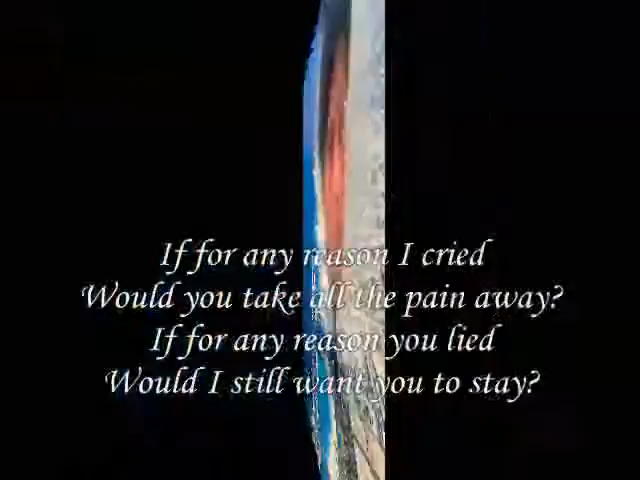 If for any reason I cried
Would you take all the pain away?
If for any reason you lied
Would I still want you to stay?